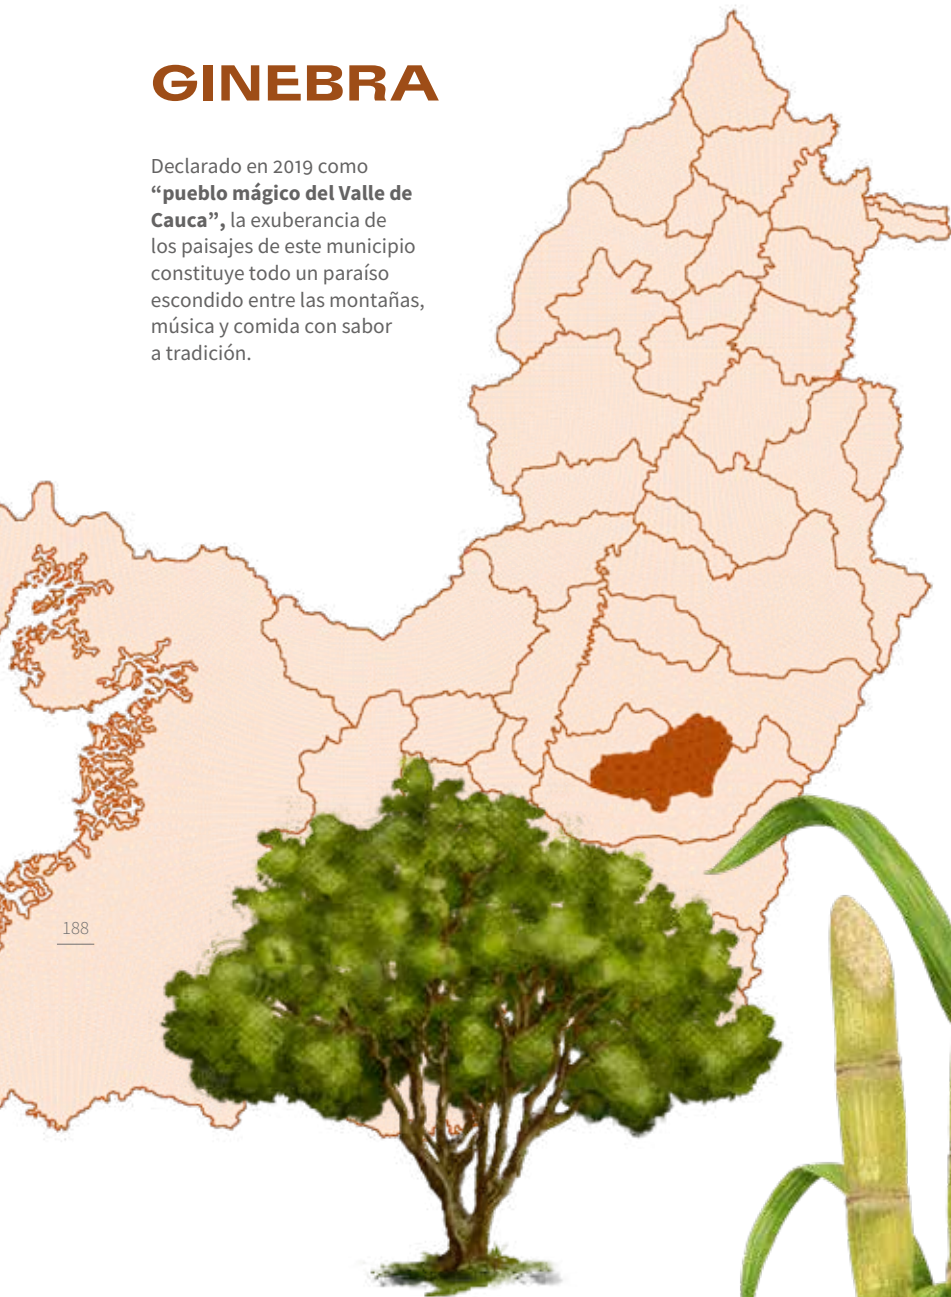 GINEBRA
Declarado en 2019 como
“pueblo mágico del Valle de
Cauca”, la exuberancia de
los paisajes de este municipio
constituye todo un paraíso
escondido entre las montañas,
música y comida con sabor
a tradición.
188